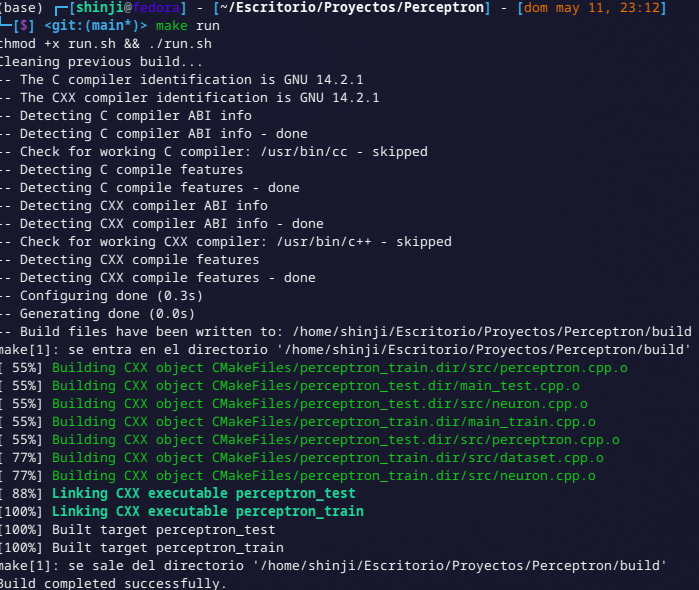 (base) ┌─[shinji@fedora] - [~/Escritorio/Proyectos/Perceptron] - [dom may 11, 23:12]
└─[$] <git:(main*)> make run
chmod +x run.sh && ./run.sh
Cleaning previous build...
-- The C compiler identification is GNU 14.2.1
-- The CXX compiler identification is GNU 14.2.1
-- Detecting C compiler ABI info
-- Detecting C compiler ABI info - done
-- Check for working C compiler: /usr/bin/cc - skipped
-- Detecting C compile features
-- Detecting C compile features - done
-- Detecting CXX compiler ABI info
-- Detecting CXX compiler ABI info - done
-- Check for working CXX compiler: /usr/bin/c++ - skipped
-- Detecting CXX compile features
-- Detecting CXX compile features - done
-- Configuring done (0.3s)
-- Generating done (0.0s)
-- Build files have been written to: /home/shinji/Escritorio/Proyectos/Perceptron/build
make[1]: se entra en el directorio '/home/shinji/Escritorio/Proyectos/Perceptron/build'
[ 55%] Building CXX object CMakeFiles/perceptron_train.dir/src/perceptron.cpp.o
[ 55%] Building CXX object CMakeFiles/perceptron_test.dir/main_test.cpp.o
[ 55%] Building CXX object CMakeFiles/perceptron_test.dir/src/neuron.cpp.o
[ 55%] Building CXX object CMakeFiles/perceptron_train.dir/main_train.cpp.o
[ 55%] Building CXX object CMakeFiles/perceptron_test.dir/src/perceptron.cpp.o
[ 77%] Building CXX object CMakeFiles/perceptron_train.dir/src/dataset.cpp.o
[ 77%] Building CXX object CMakeFiles/perceptron_train.dir/src/neuron.cpp.o
[ 88%] Linking CXX executable perceptron_test
[100%] Linking CXX executable perceptron_train
[100%] Built target perceptron_test
[100%] Built target perceptron_train
make[1]: se sale del directorio '/home/shinji/Escritorio/Proyectos/Perceptron/build'
Build completed successfully.